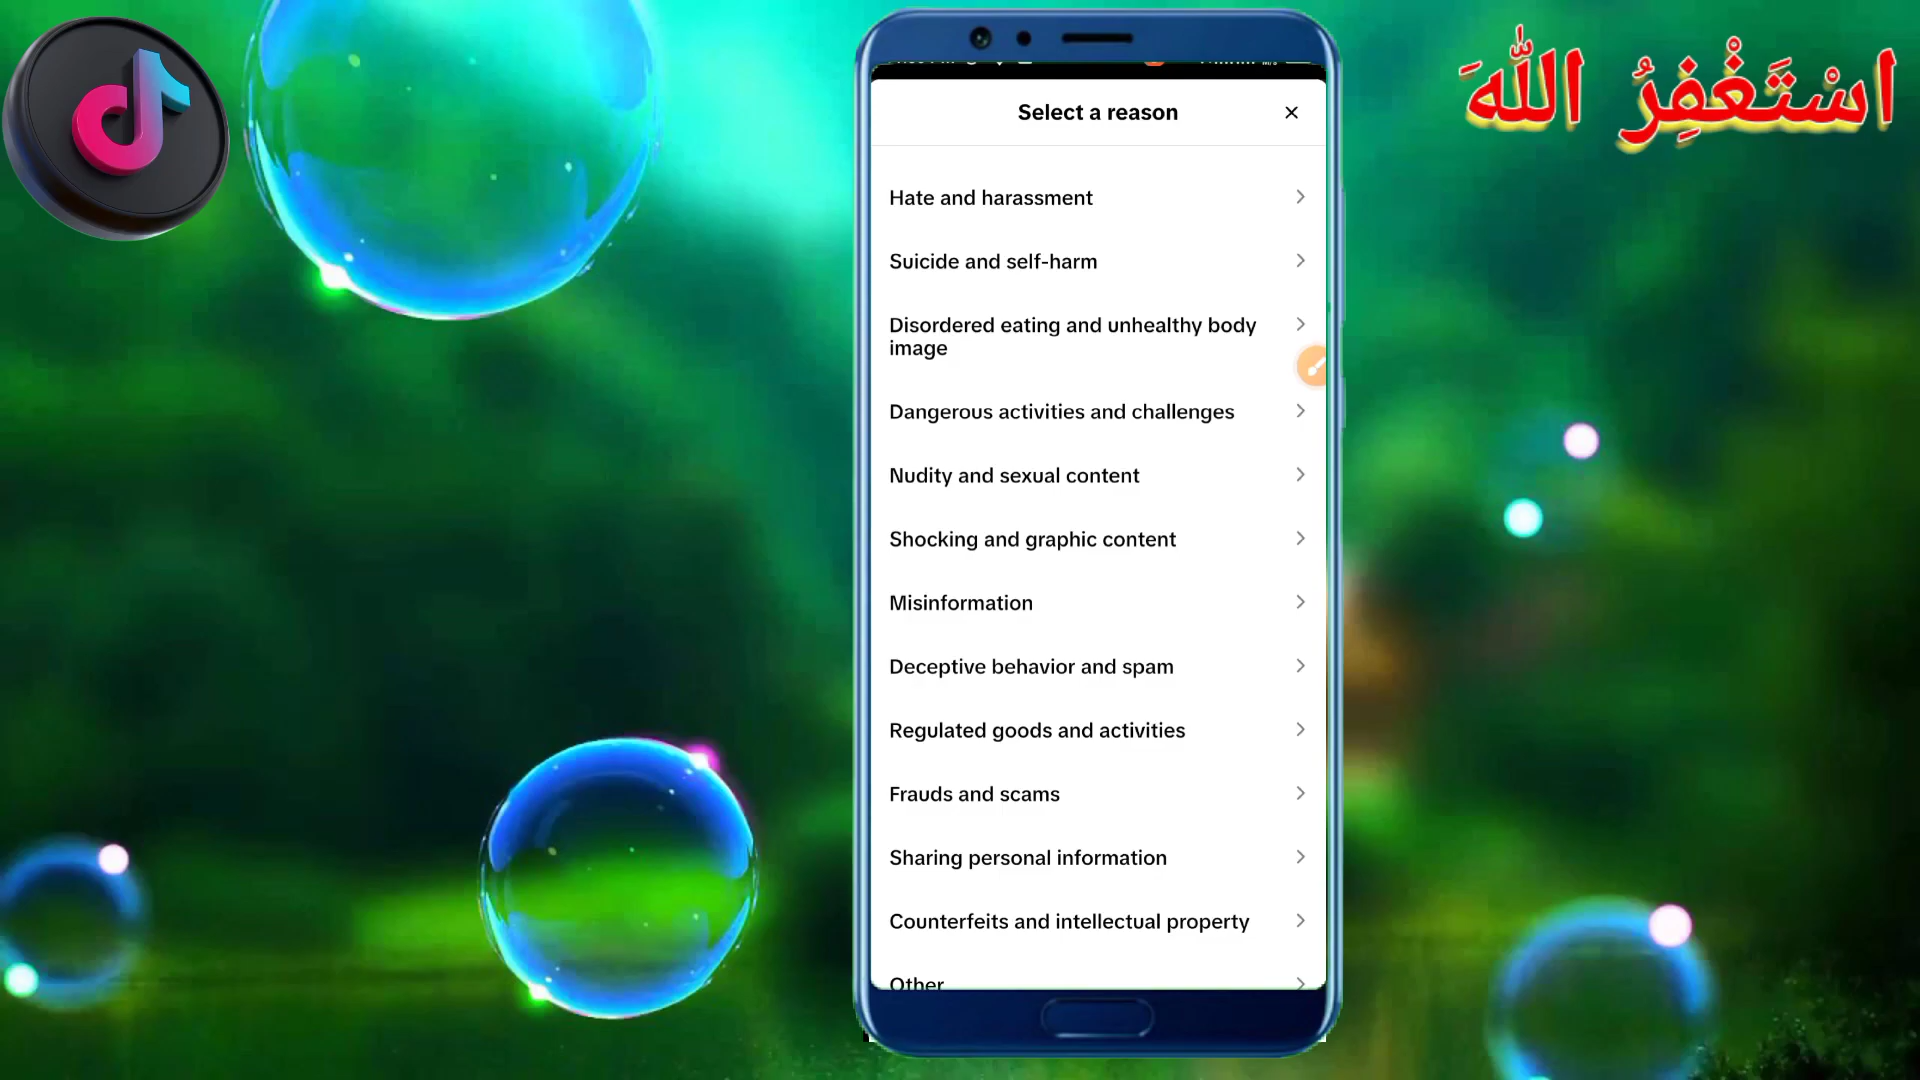 اسْتَغْفِرُ اللهَ
Select a reason
Hate and harassment
Suicide and self-harm
Disordered eating and unhealthy body
image
Dangerous activities and challenges
Nudity and sexual content
Shocking and graphic content
Misinformation
Deceptive behavior and spam
Regulated goods and activities
Frauds and scams
Sharing personal information
Counterfeits and intellectual property
Other